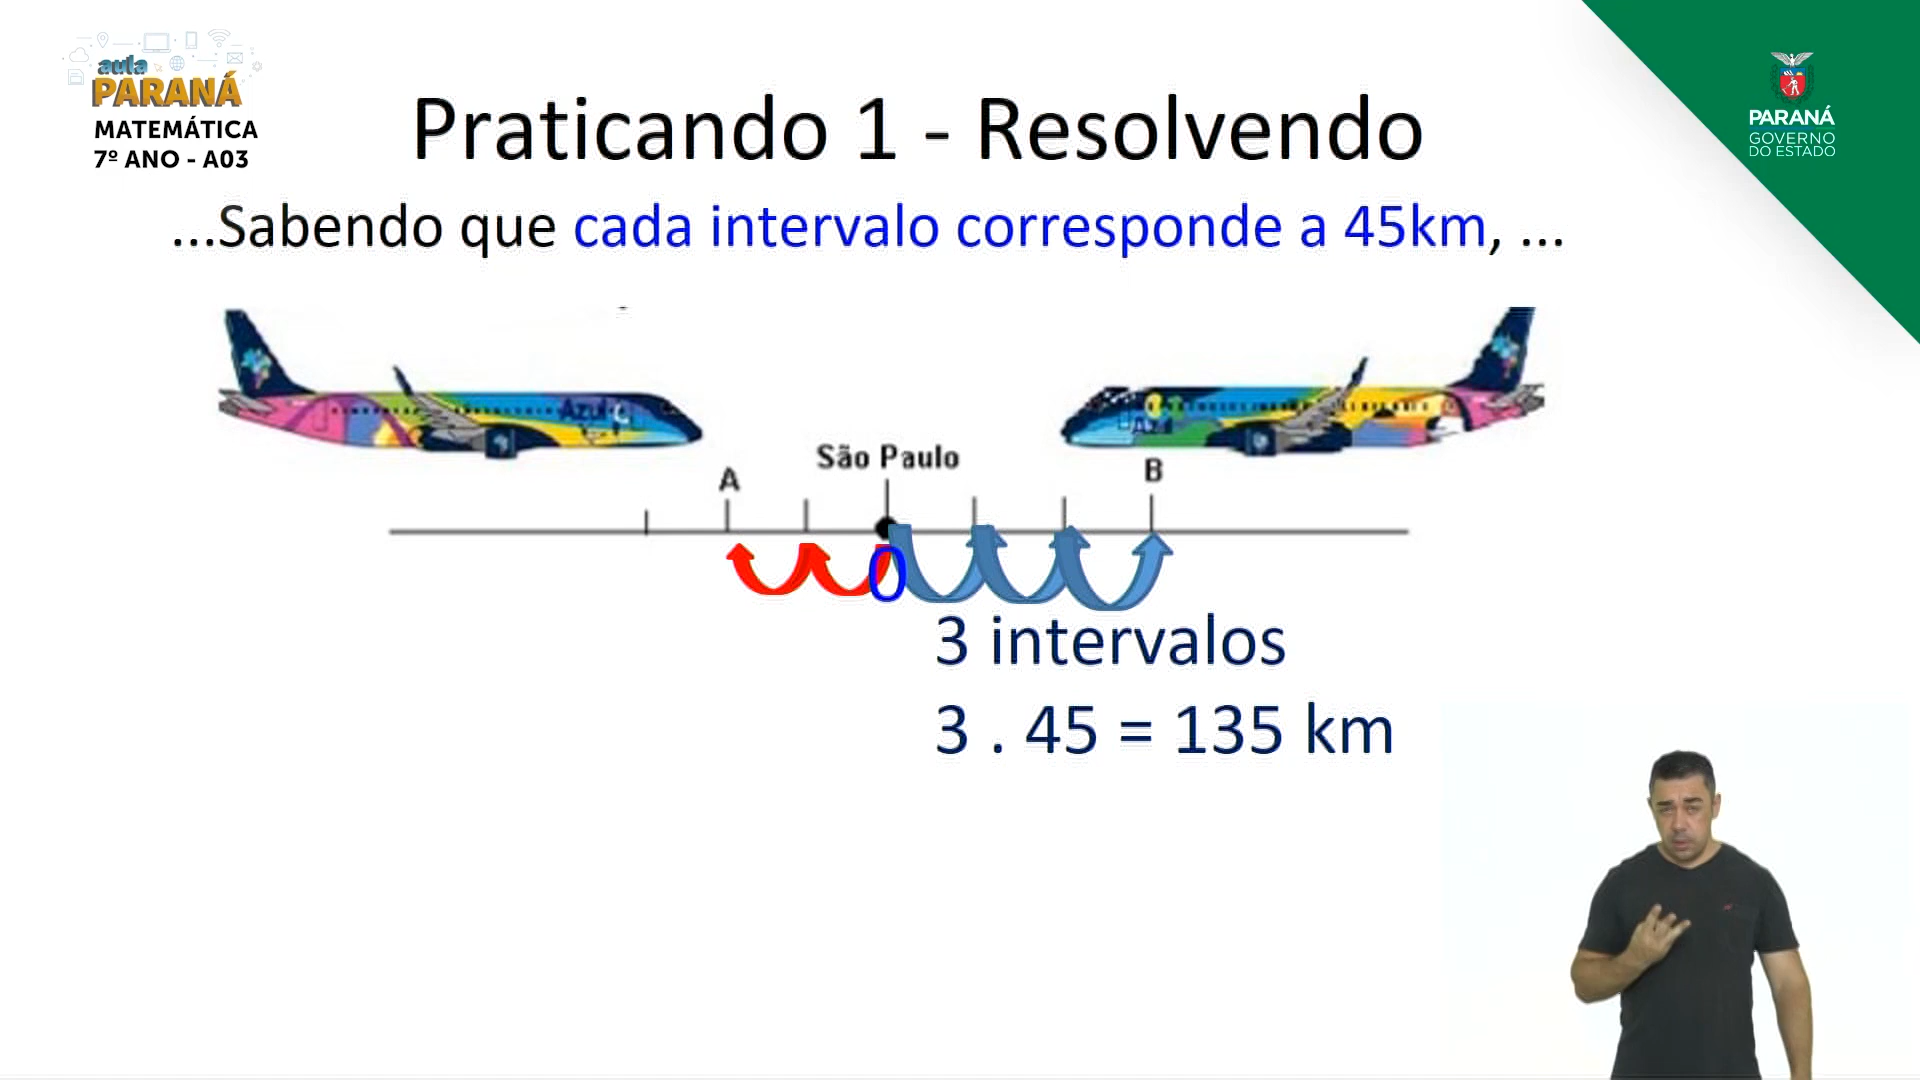 aula
PARANÁ
MATEMÁTICA
7º ANO - A03
PARANÁ
GOVERNO
DO ESTADO
Praticando 1 - Resolvendo
...Sabendo que cada intervalo corresponde a 45km, ...
Azul
São Paulo
A
B
0
3 intervalos
3 . 45 = 135 km